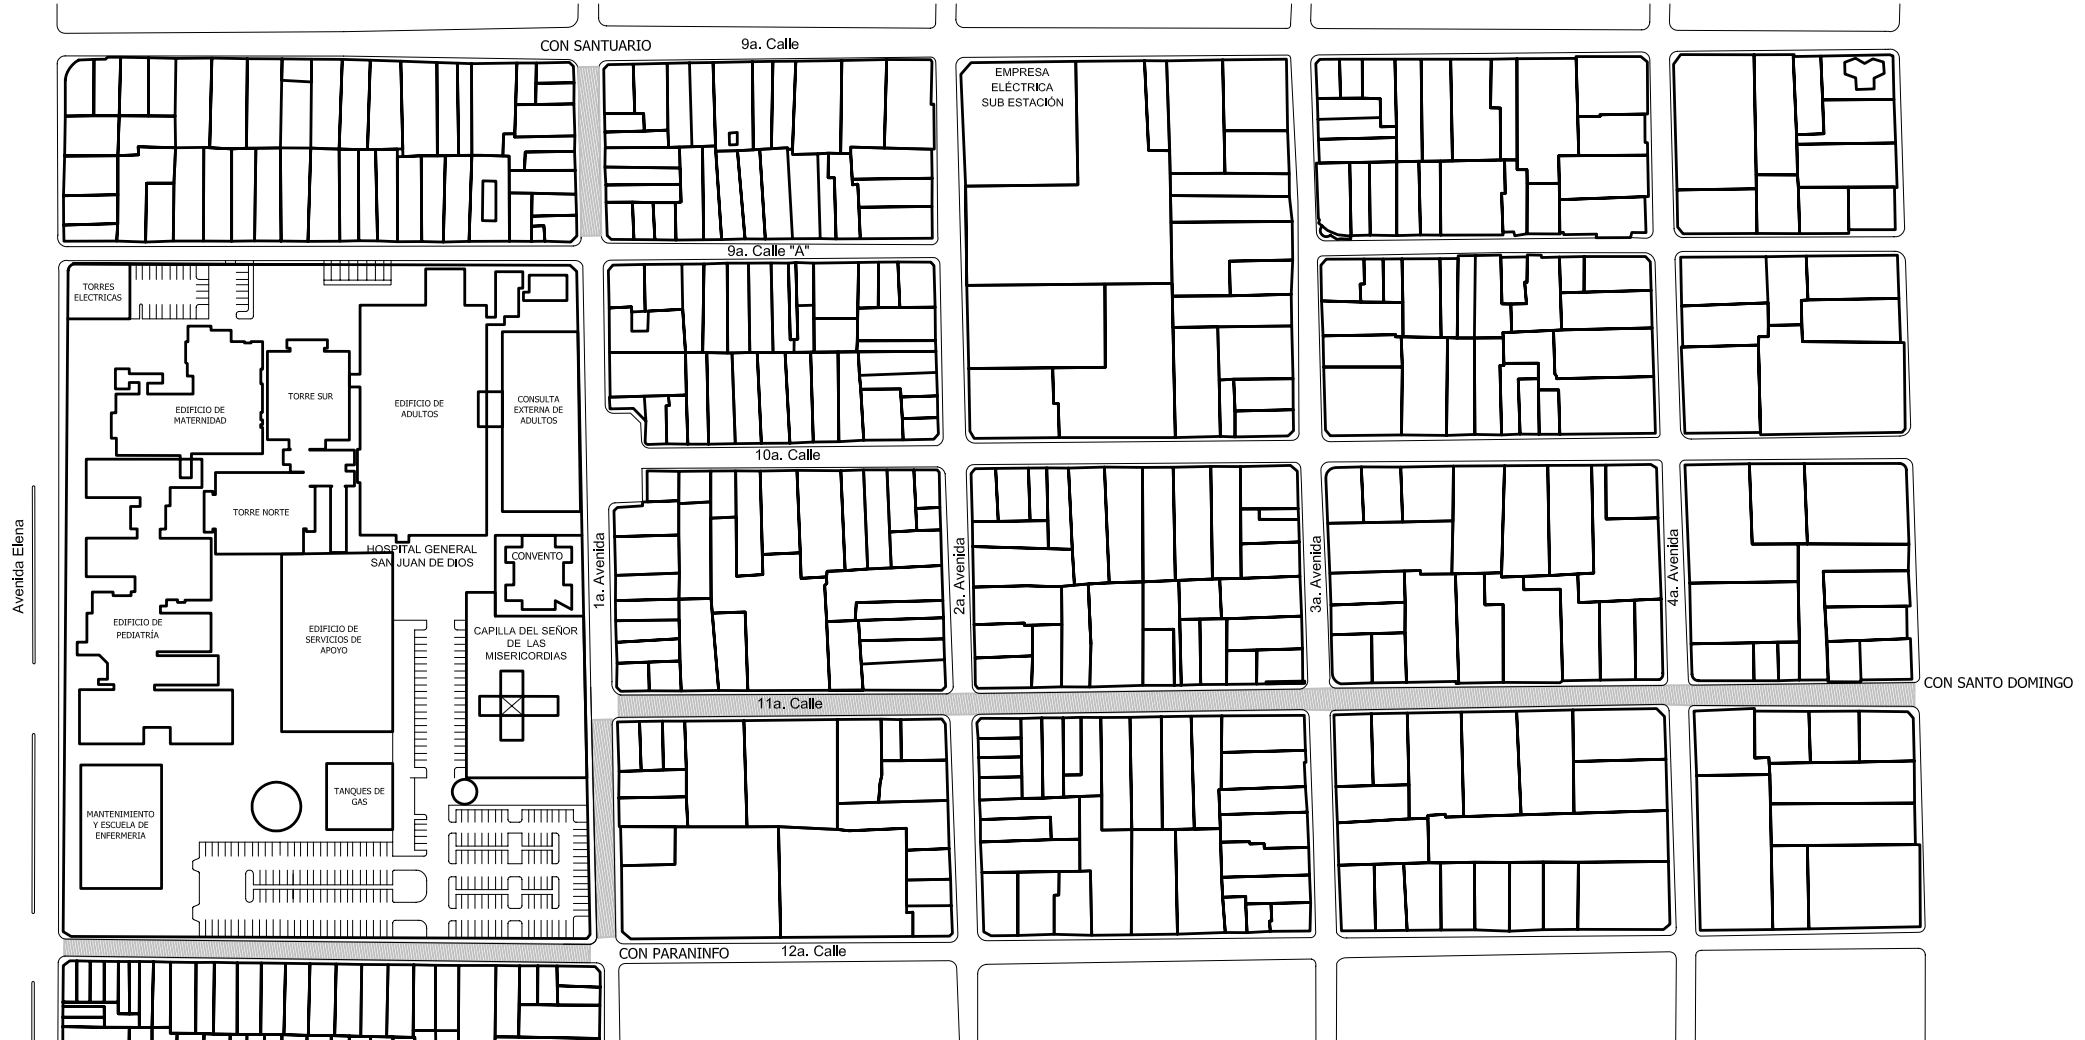 9a. Calle
CON SANTUARIO
EMPRESA
ELÉCTRICA
SUB ESTACIÓN
9a. Calle "A"
TORRES
ELECTRICAS
TORRE SUR
EDIFICIO DE
ADULTOS
CONSULTA
EXTERNA DE
ADULTOS
EDIFICIO DE
MATERNIDAD
10a. Calle
TORRE NORTE
HOSPITAL GENERAL
SAN JUAN DE DIOS
CONVENTO
Avenida Elena
1a. Avenida
2a. Avenida
3a. Avenida
4a. Avenida
EDIFICIO DE
PEDIATRÍA
EDIFICIO DE
SERVICIOS DE
APOYO
CAPILLA DEL SEÑOR
DE LAS
MISERICORDIAS
CON SANTO DOMINGO
11a. Calle
TANQUES DE
GAS
MANTENIMIENTO
Y ESCUELA DE
ENFERMERIA
CON PARANINFO
12a. Calle